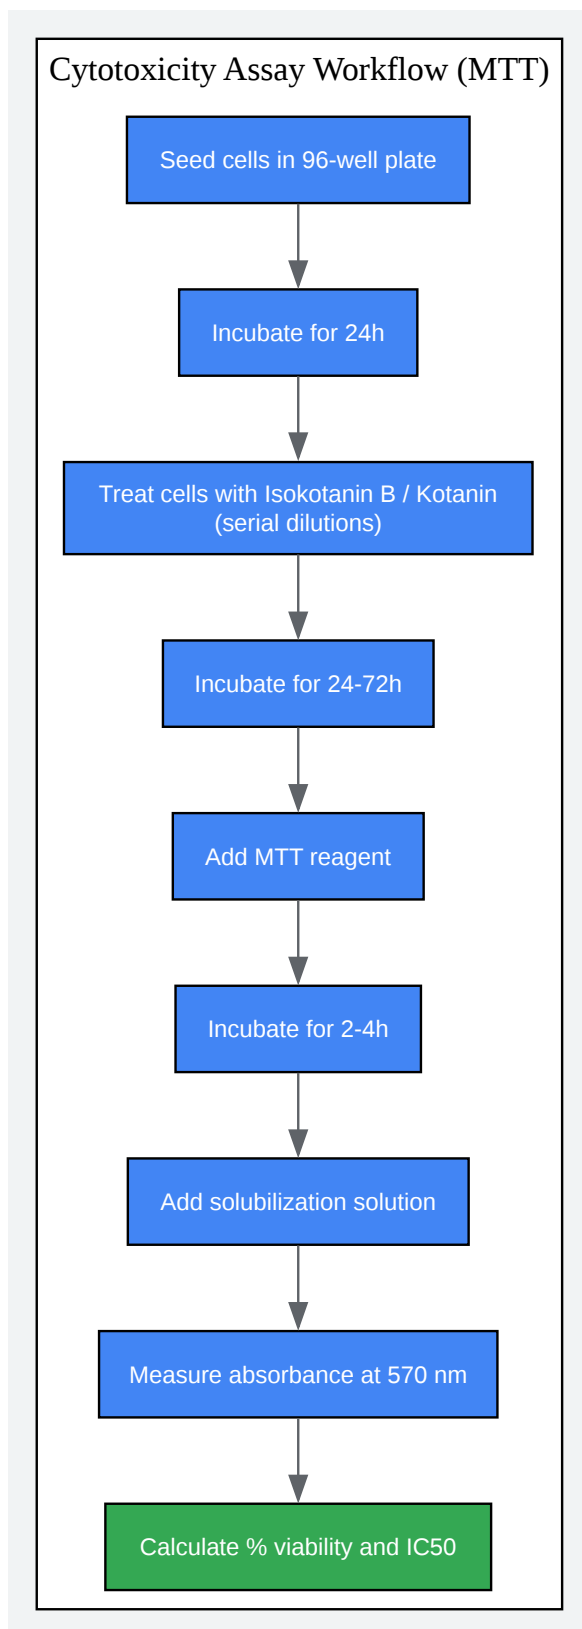 Cytotoxicity Assay Workflow (MTT)
Seed cells in 96-well plate
Incubate for 24h
Treat cells with Isokotanin B / Kotanin
(serial dilutions)
Incubate for 24-72h
Add MTT reagent
Incubate for 2-4h
Add solubilization solution
Measure absorbance at 570 nm
Calculate % viability and IC50